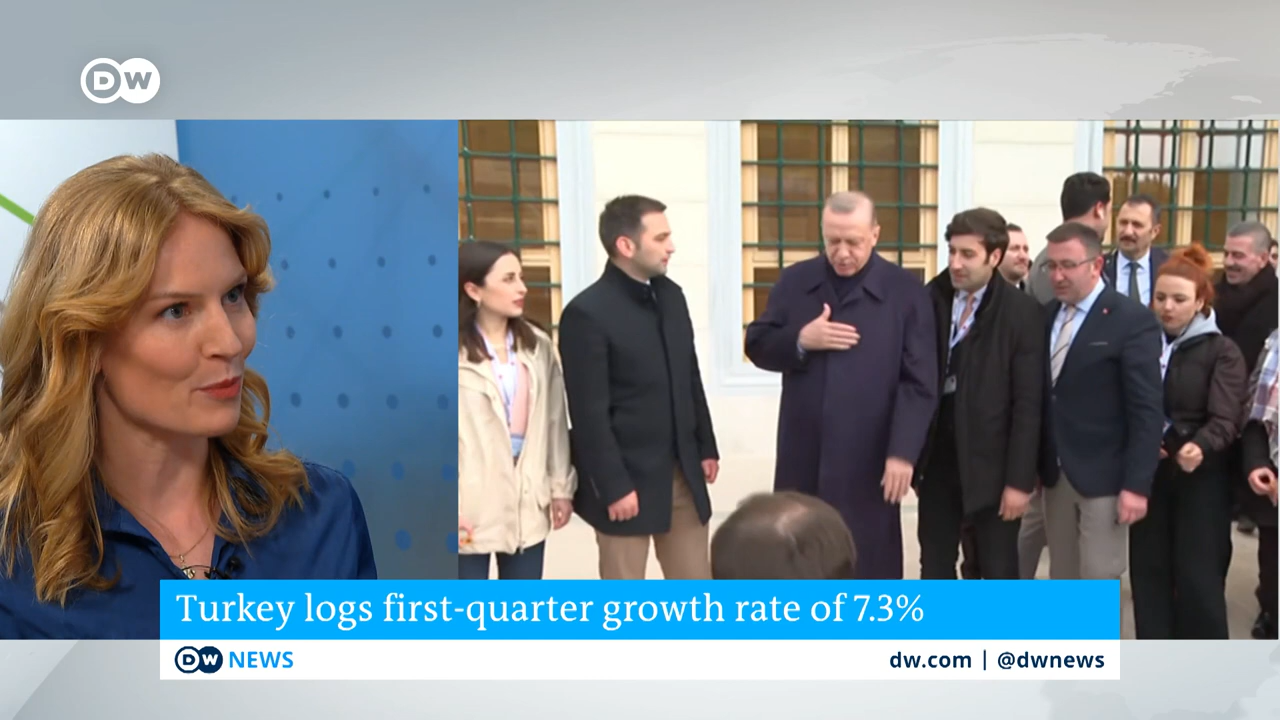 DW
Turkey logs first-quarter growth rate of 7.3%
DW NEWS
dw.com | @dwnews